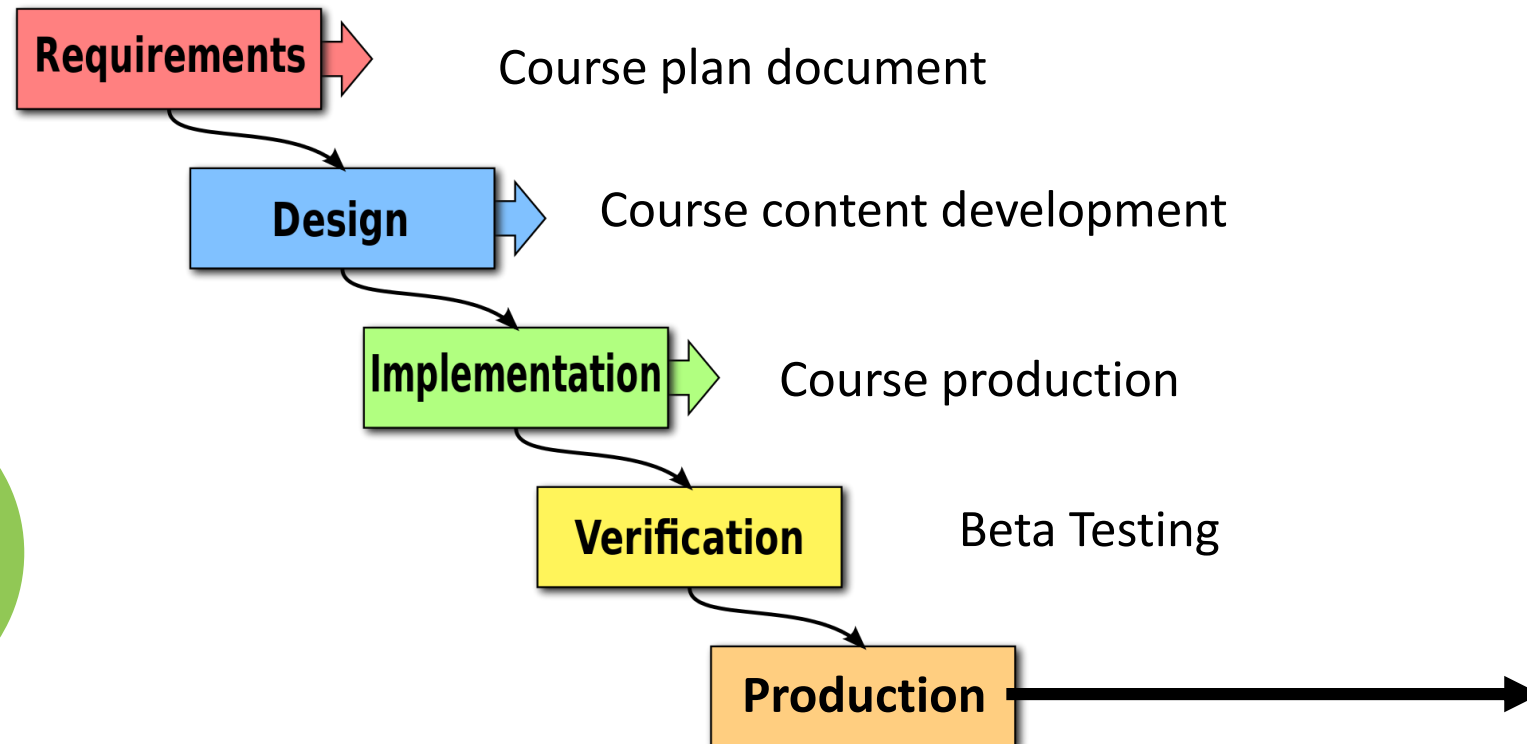 Requirements
Course plan document
Design
Course content development
Implementation
Course production
Verification
Beta Testing
Production